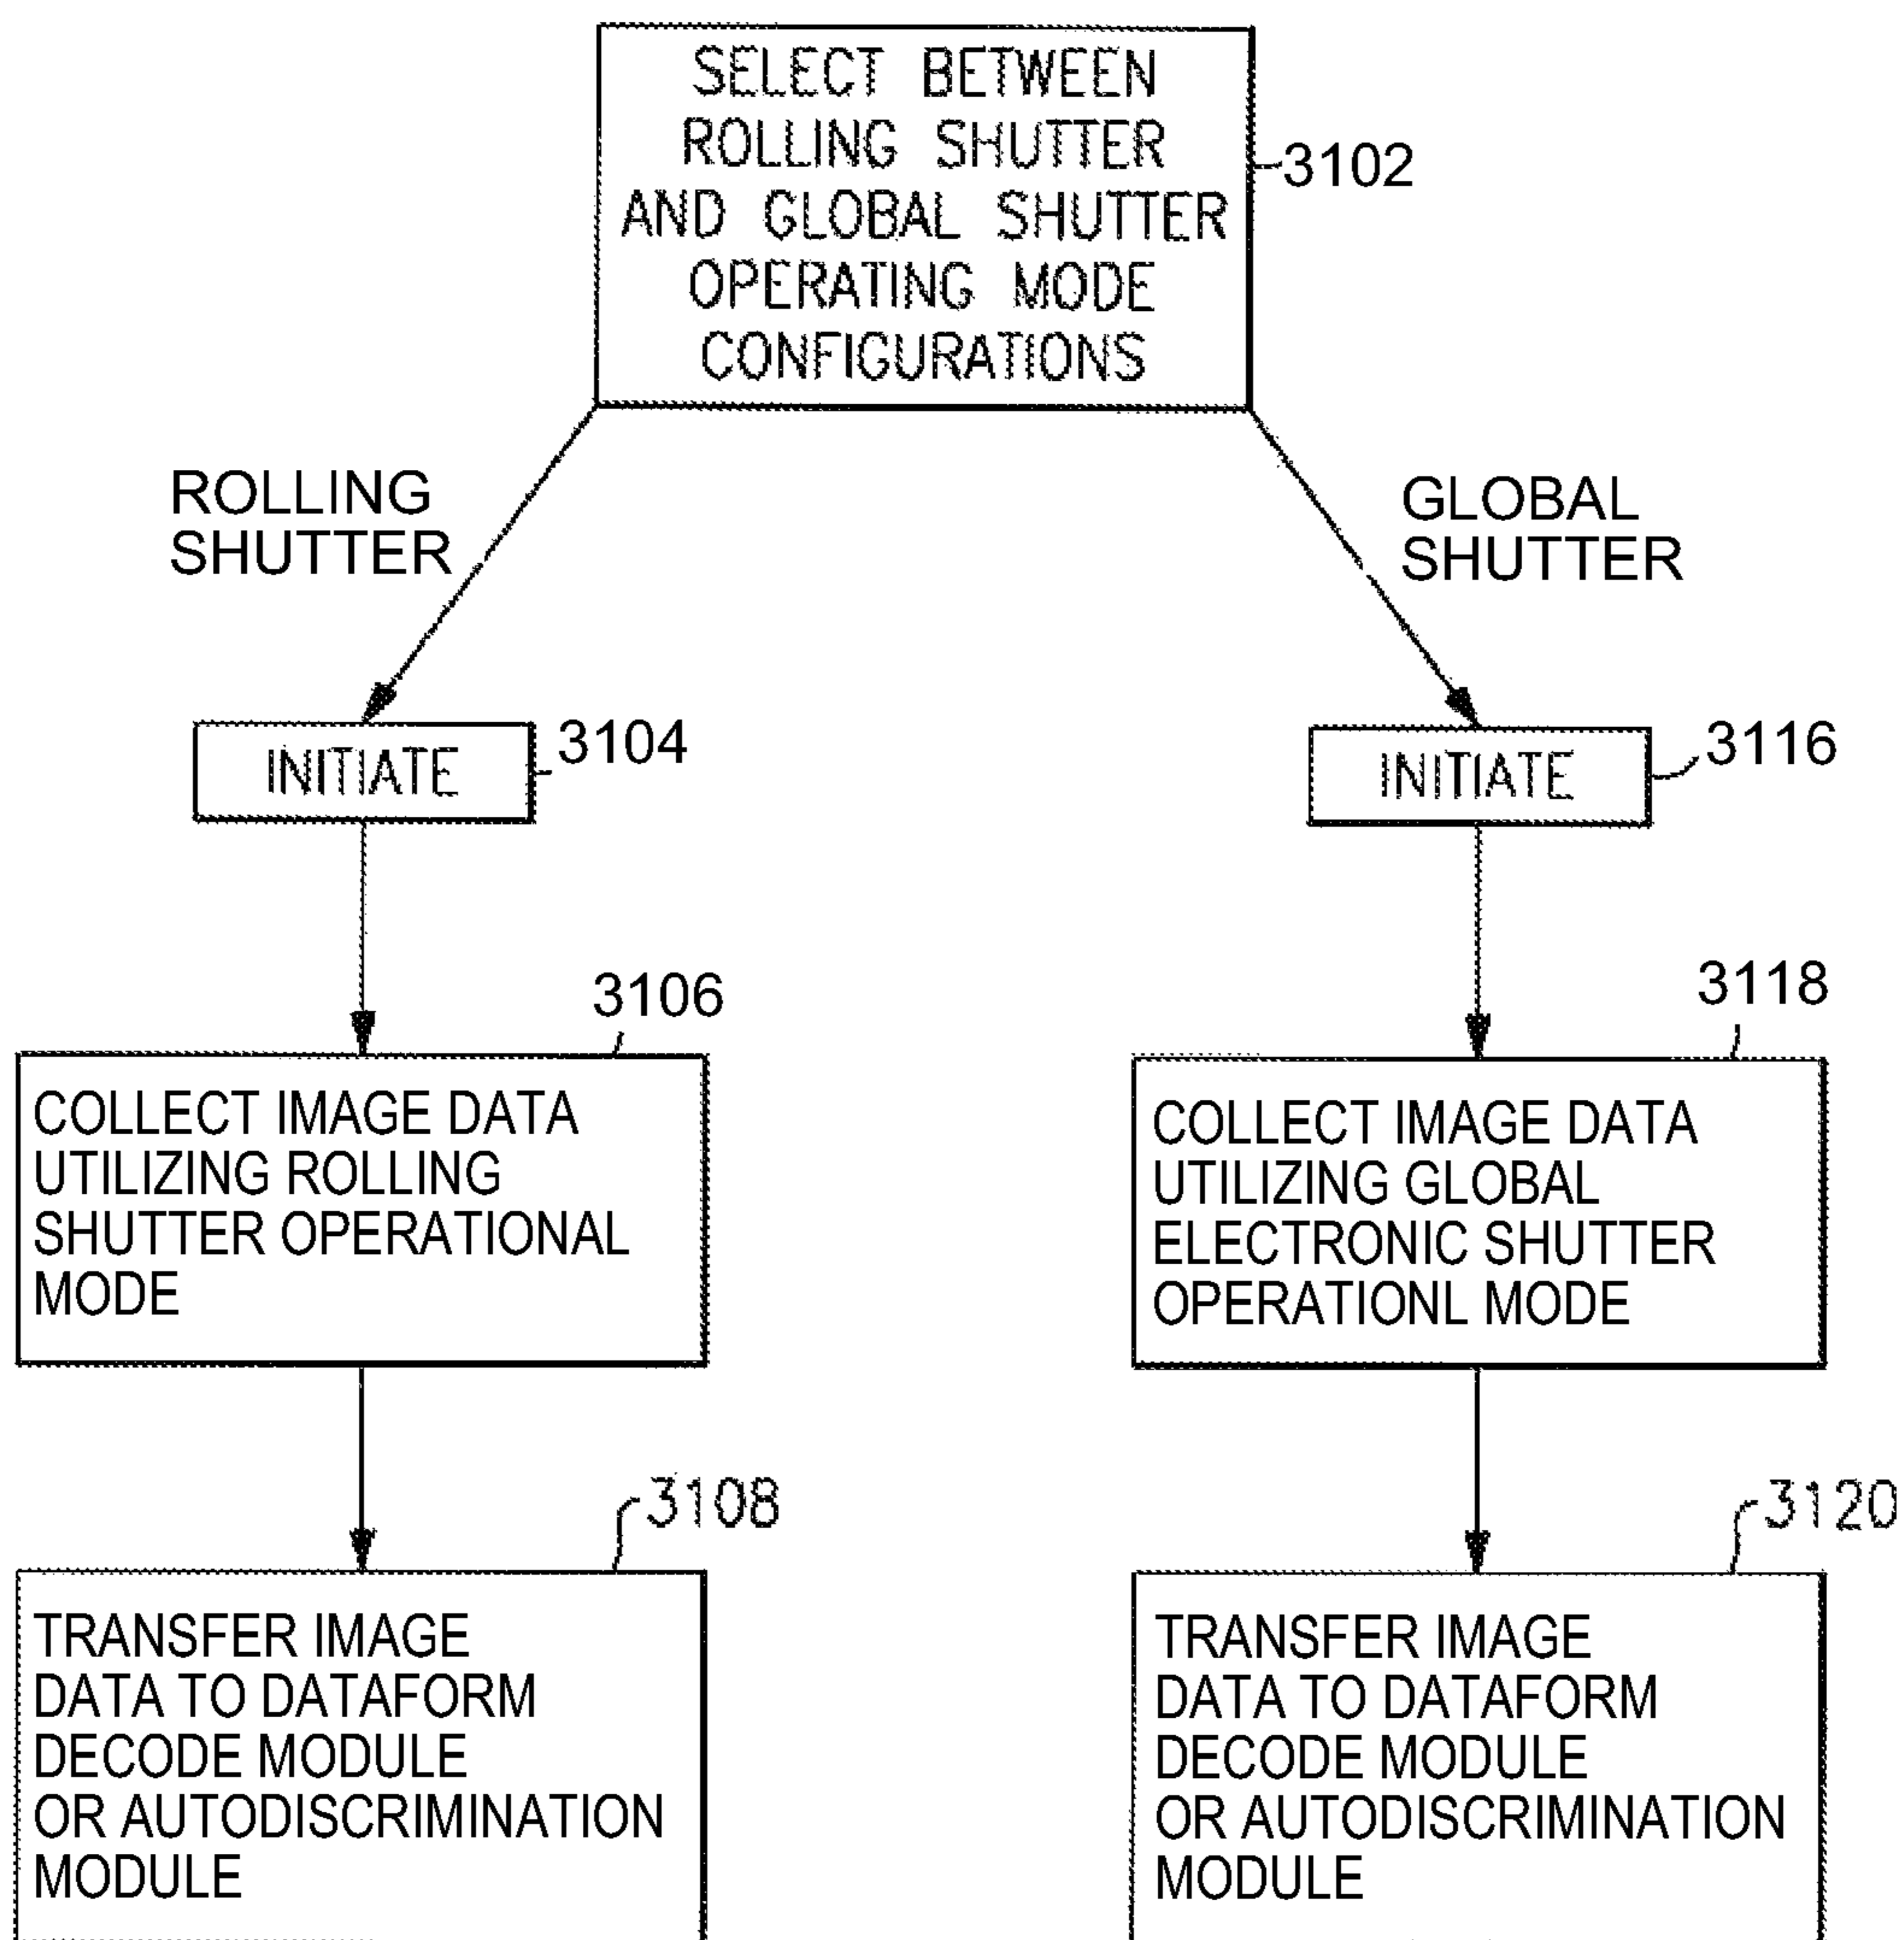 SELECT BETWEEN
ROLLING SHUTTER
AND GLOBAL SHUTTER
OPERATING MODE
CONFIGURATIONS
3102
ROLLING
SHUTTER
GLOBAL
SHUTTER
INITIATE
3104
INITIATE
3116
3106
COLLECT IMAGE DATA
UTILIZING ROLLING
SHUTTER OPERATIONAL
MODE
3118
COLLECT IMAGE DATA
UTILIZING GLOBAL
ELECTRONIC SHUTTER
OPERATIONL MODE
3108
TRANSFER IMAGE
DATA TO DATAFORM
DECODE MODULE
OR AUTODISCRIMINATION
MODULE
3120
TRANSFER IMAGE
DATA TO DATAFORM
DECODE MODULE
OR AUTODISCRIMINATION
MODULE